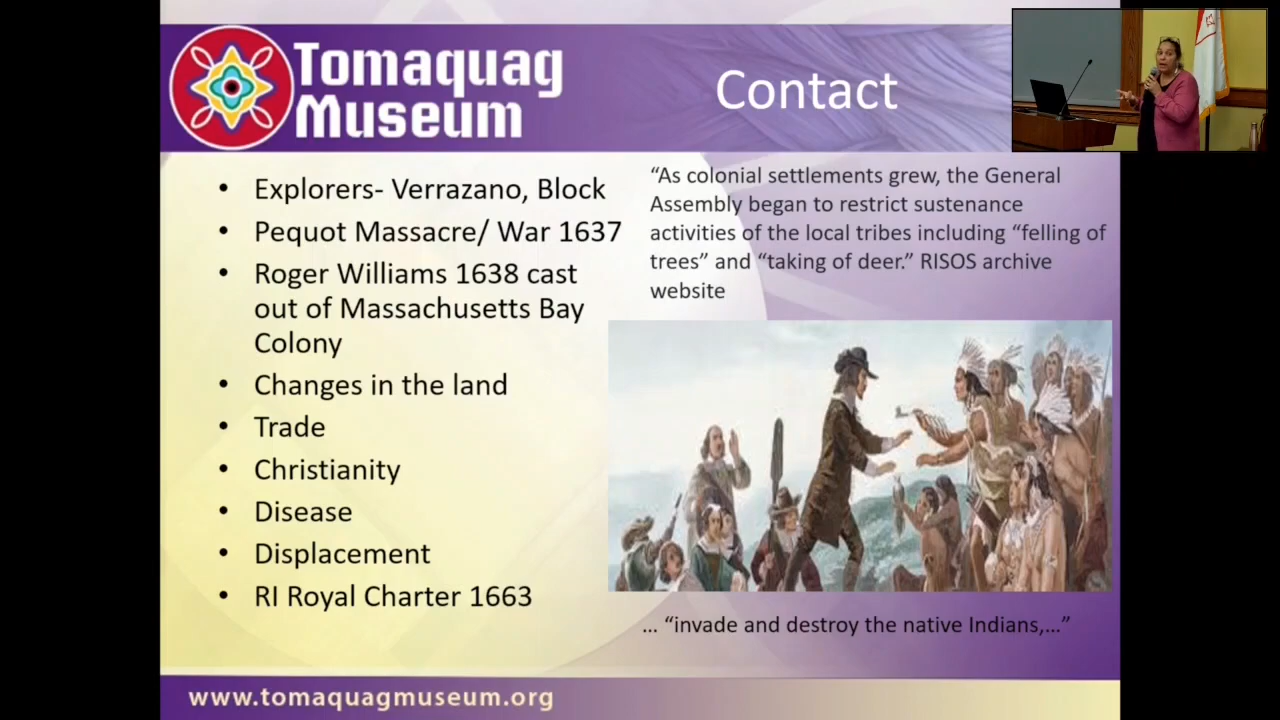 Tomaquag
Museum
Contact
• Explorers- Verrazano, Block
• Pequot Massacre/ War 1637
• Roger Williams 1638 cast
out of Massachusetts Bay
Colony
• Changes in the land
• Trade
• Christianity
• Disease
• Displacement
• RI Royal Charter 1663
“As colonial settlements grew, the General
Assembly began to restrict sustenance
activities of the local tribes including “felling of
trees” and “taking of deer.” RISOS archive
website
... “invade and destroy the native Indians,...”
www.tomaquagmuseum.org